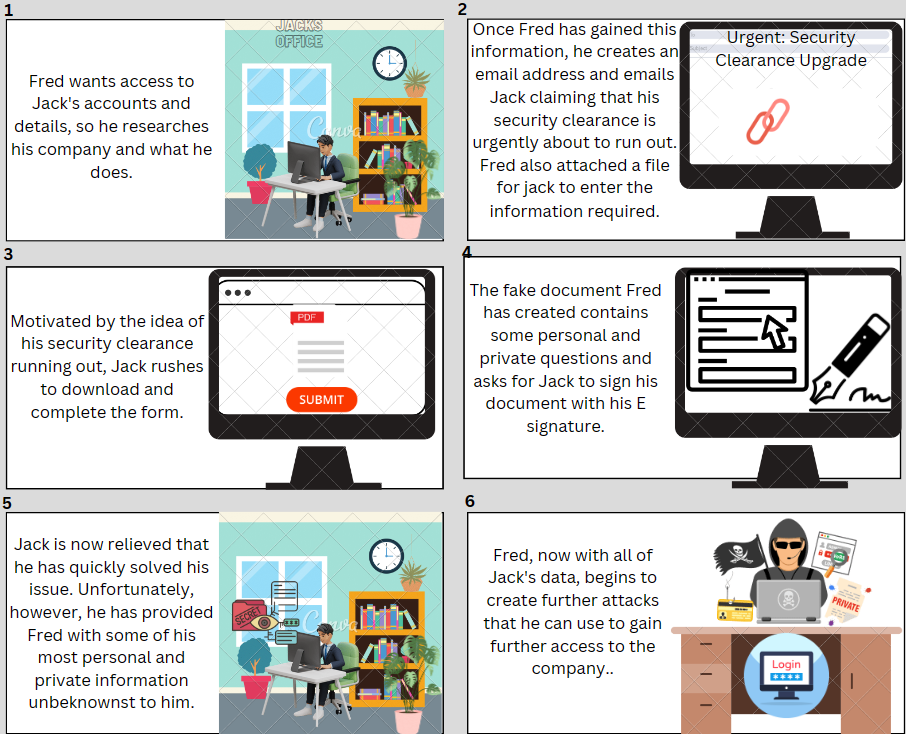 1
Fred wants access to
Jack's accounts and
details, so he researches
his company and what he
does.
JACKS
OFFICE
Canva
2
Once Fred has gained this
information, he creates an
email address and emails
Jack claiming that his
security clearance is
urgently about to run out.
Fred also attached a file
for jack to enter the
information required.
Urgent: Security
Clearance Upgrade
3
Motivated by the idea of
his security clearance
running out, Jack rushes
to download and
complete the form.
PDF
SUBMIT
4
The fake document Fred
has created contains
some personal and
private questions and
asks for Jack to sign his
document with his E
signature.
5
Jack is now relieved that
he has quickly solved his
issue. Unfortunately,
however, he has provided
Fred with some of his
most personal and
private information
unbeknownst to him.
SECRET
Canva
6
Fred, now with all of
Jack's data, begins to
create further attacks
that he can use to gain
further access to the
company..
PRIVATE
Login
****